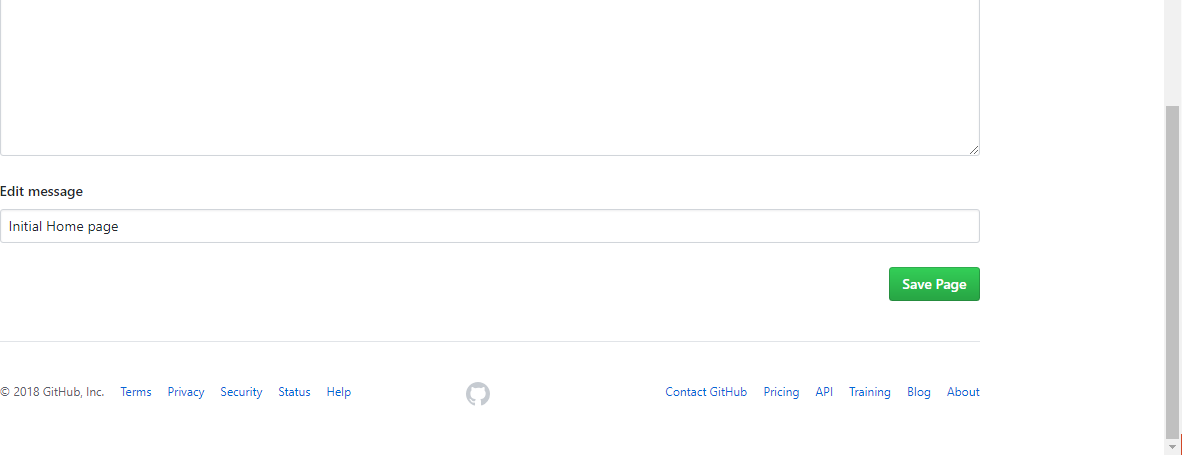 Edit message
Initial Home page
Save Page
© 2018 GitHub, Inc. Terms Privacy Security Status Help Contact GitHub Pricing API Training Blog About